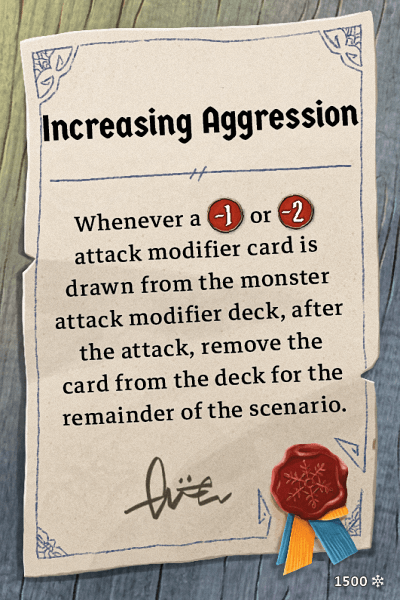 Increasing Aggression
Whenever a -1 or -2
attack modifier card is
drawn from the monster
attack modifier deck, after
the attack, remove the
card from the deck for the
remainder of the scenario.
1500